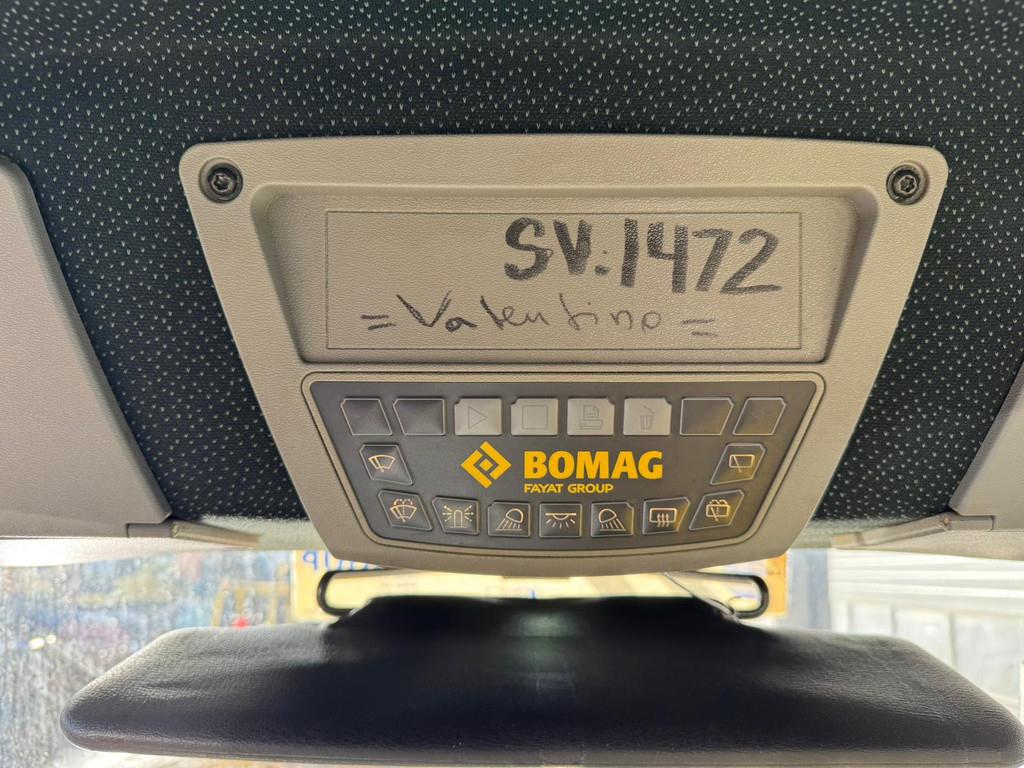 SV:1472
=Valentino=
BOMAG
FAYAT GROUP